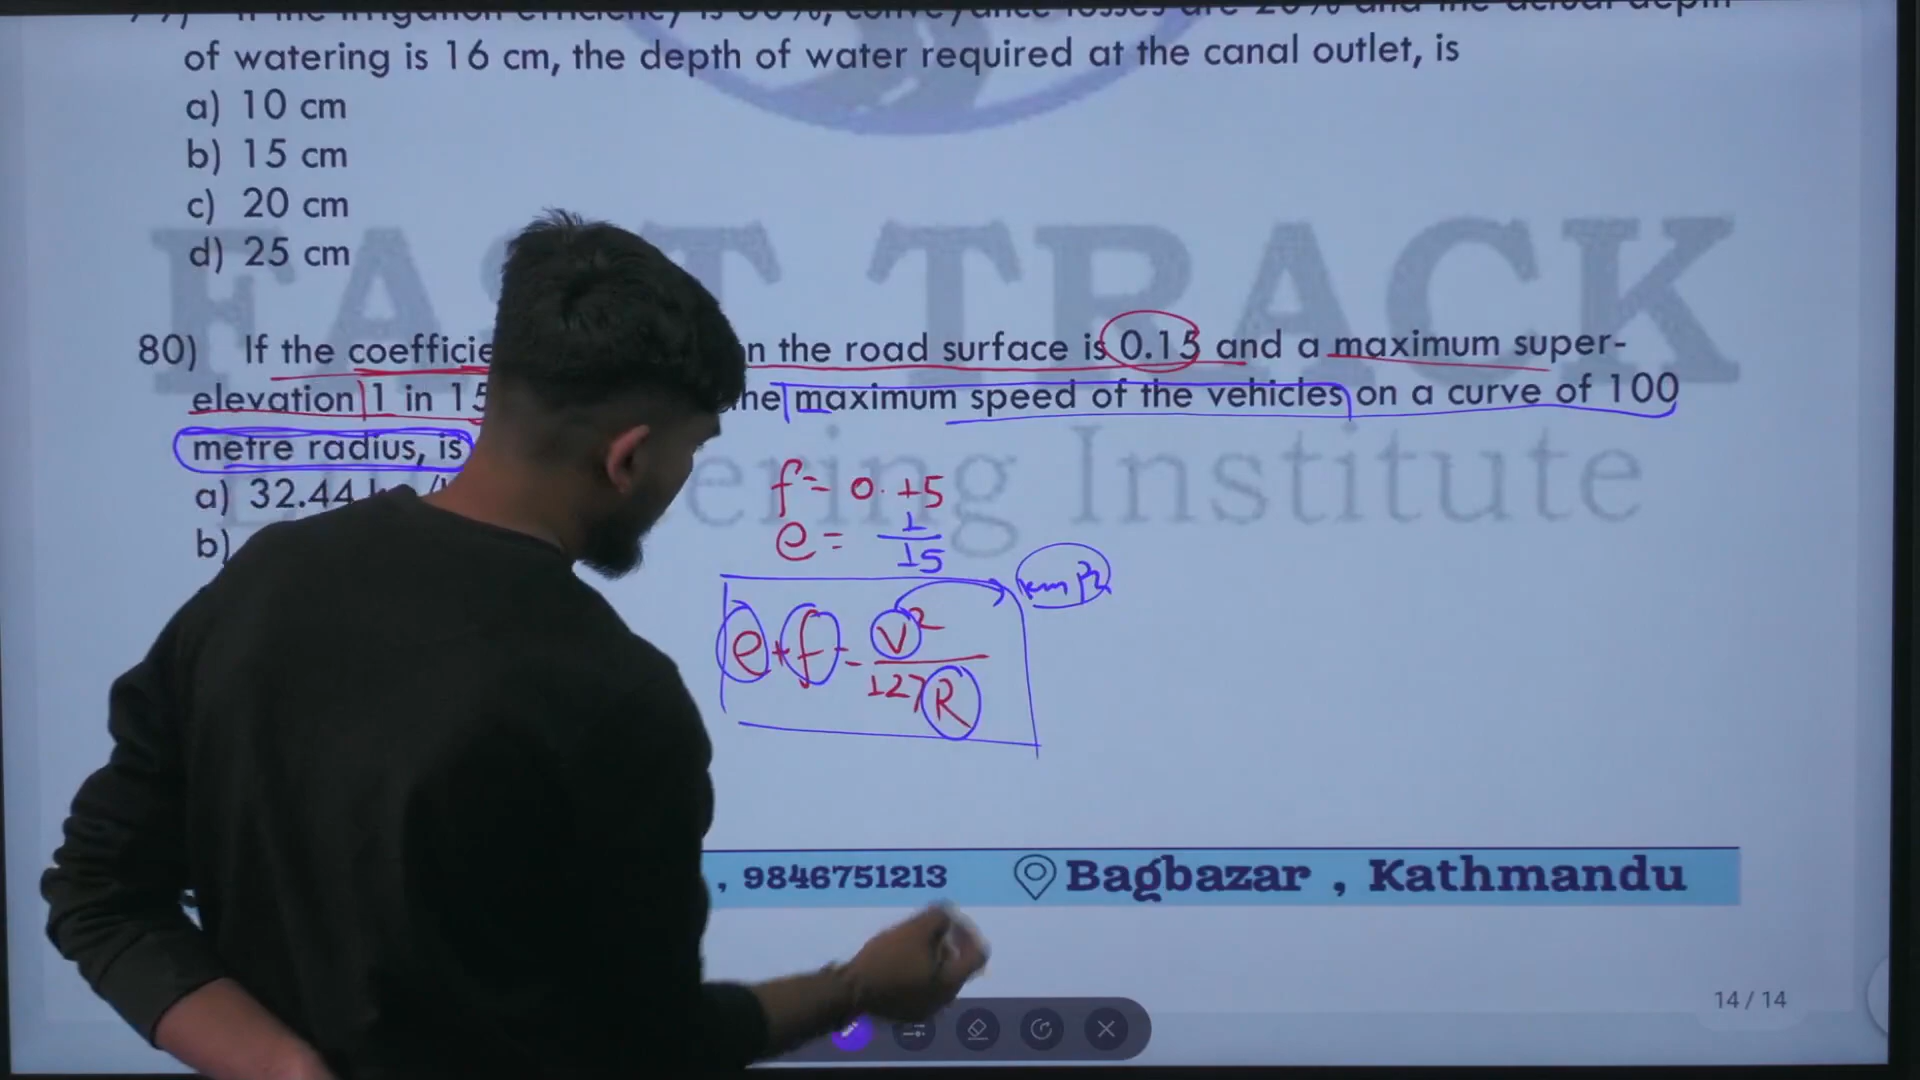 of watering is 16 cm, the depth of water required at the canal outlet, is
a) 10 cm
b) 15 cm
c) 20 cm
d) 25 cm
FAST TRACK
80) If the coefficie n the road surface is 0.15 and a maximum super-
elevation 1 in 15 he maximum speed of the vehicles on a curve of 100
metre radius, is
ering Institute
a) 32.44
b)
f = 0.15
e = 1/15
kmph
e + f = V²/127R
, 9846751213 Bagbazar , Kathmandu
14 / 14